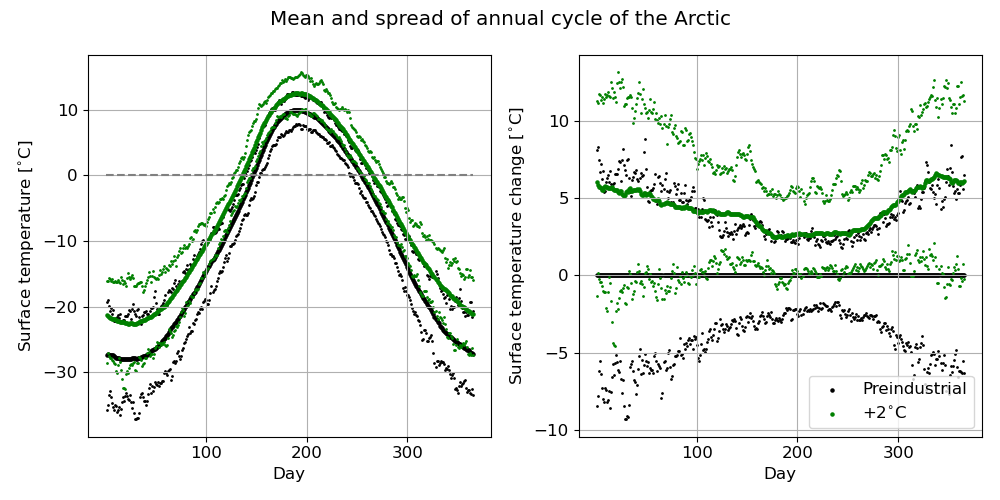 Mean and spread of annual cycle of the Arctic
Surface temperature [°C]
10
0
−10
−20
−30
100
200
300
Day
Surface temperature change [°C]
10
5
0
−5
−10
100
200
300
Day
Preindustrial
+2°C